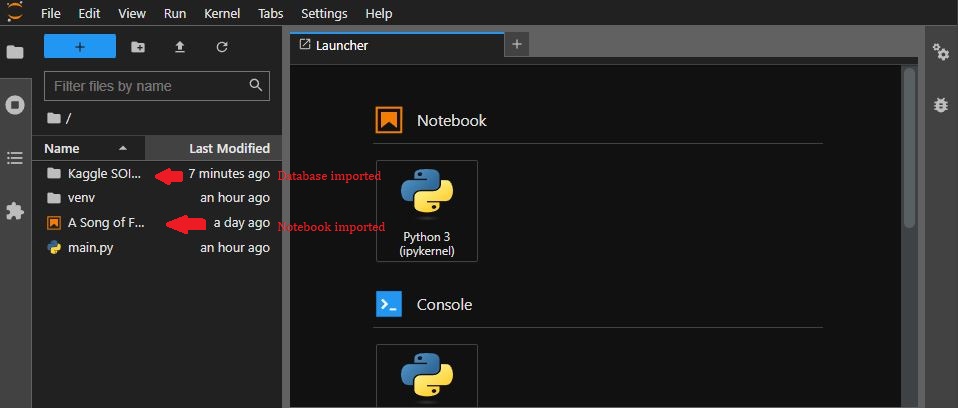 File Edit View Run Kernel Tabs Settings Help
+
Launcher
+
Filter files by name
/
Name Last Modified
Kaggle SOI... 7 minutes ago
Database imported
venv an hour ago
A Song of F... a day ago
Notebook imported
main.py an hour ago
Notebook
Python 3
(ipykernel)
Console